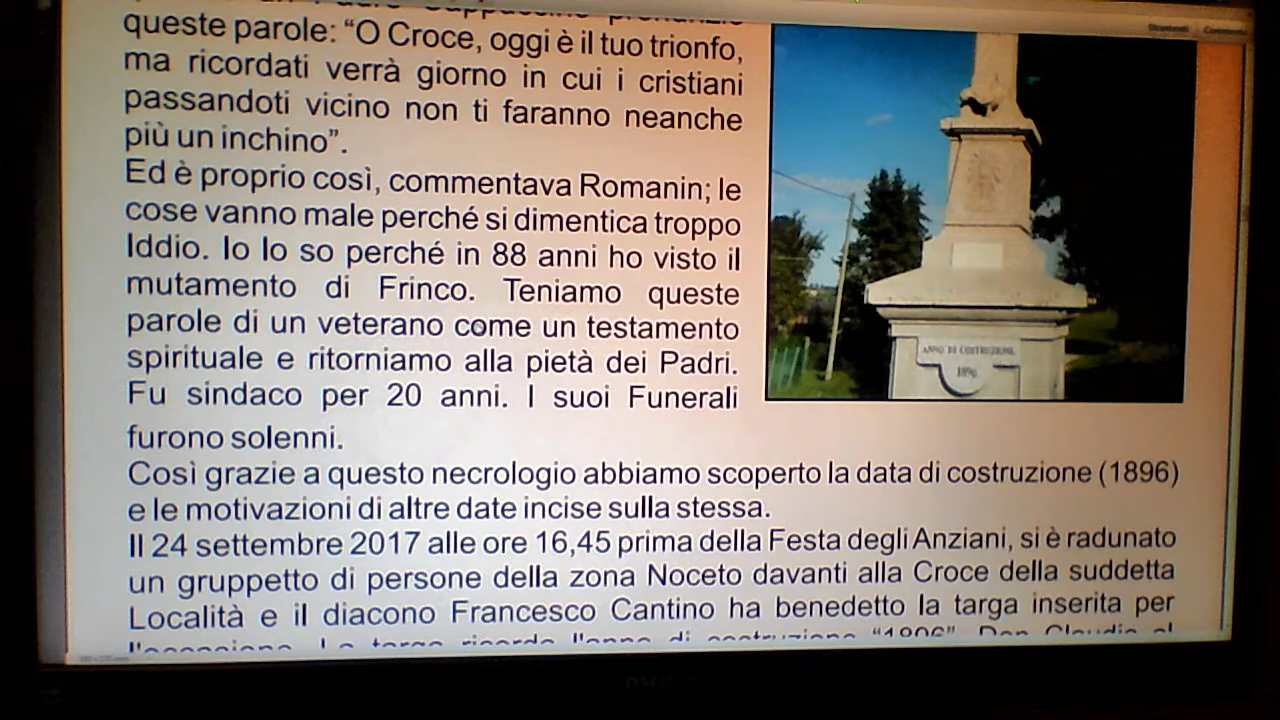 queste parole: “O Croce, oggi è il tuo trionfo,
ma ricordati verrà giorno in cui i cristiani
passandoti vicino non ti faranno neanche
più un inchino”.
Ed è proprio così, commentava Romanin; le
cose vanno male perché si dimentica troppo
Iddio. Io lo so perché in 88 anni ho visto il
mutamento di Frinco. Teniamo queste
parole di un veterano come un testamento
spirituale e ritorniamo alla pietà dei Padri.
Fu sindaco per 20 anni. I suoi Funerali
furono solenni.
Così grazie a questo necrologio abbiamo scoperto la data di costruzione (1896)
e le motivazioni di altre date incise sulla stessa.
Il 24 settembre 2017 alle ore 16,45 prima della Festa degli Anziani, si è radunato
un gruppetto di persone della zona Noceto davanti alla Croce della suddetta
Località e il diacono Francesco Cantino ha benedetto la targa inserita per
ANNO DI COSTRUZIONE
1896
Strumenti